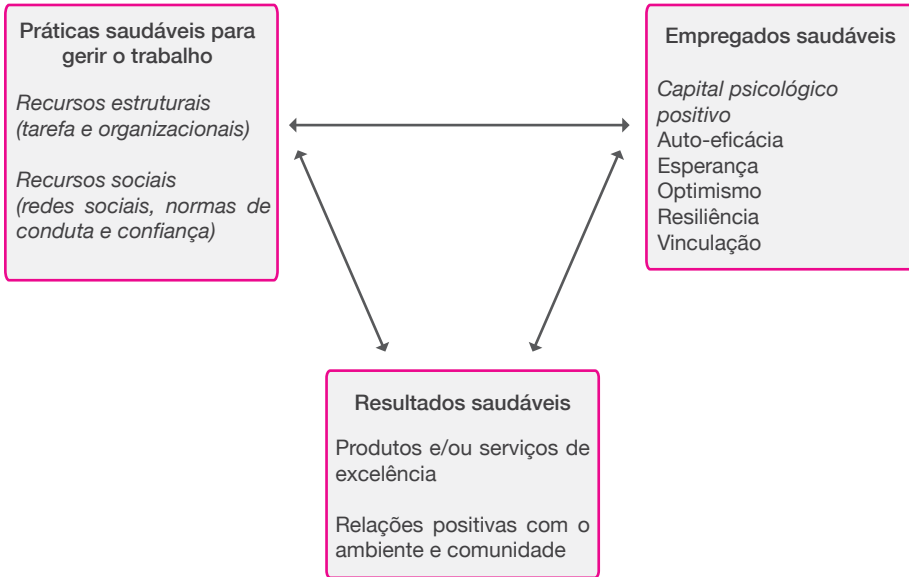 Práticas saudáveis para
gerir o trabalho
Recursos estruturais
(tarefa e organizacionais)
Recursos sociais
(redes sociais, normas de
conduta e confiança)
Empregados saudáveis
Capital psicológico
positivo
Auto-eficácia
Esperança
Optimismo
Resiliência
Vinculação
Resultados saudáveis
Produtos e/ou serviços de
excelência
Relações positivas com o
ambiente e comunidade